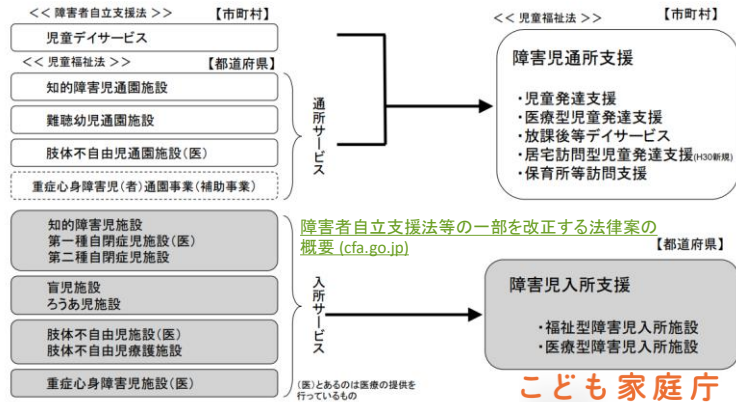 << 障害者自立支援法 >> 【市町村】
児童デイサービス
<< 児童福祉法 >> 【都道府県】
知的障害児通園施設
難聴幼児通園施設
肢体不自由児通園施設(医)
重症心身障害児(者)通園事業(補助事業)
通所サービス
知的障害児施設
第一種自閉症児施設(医)
第二種自閉症児施設
盲児施設
ろうあ児施設
肢体不自由児施設(医)
肢体不自由児療護施設
重症心身障害児施設(医)
入所サービス
(医)とあるのは医療の提供を
行っているもの
<< 児童福祉法 >> 【市町村】
障害児通所支援
・児童発達支援
・医療型児童発達支援
・放課後等デイサービス
・居宅訪問型児童発達支援(H30新規)
・保育所等訪問支援
障害者自立支援法等の一部を改正する法律案の
概要 (cfa.go.jp)
【都道府県】
障害児入所支援
・福祉型障害児入所施設
・医療型障害児入所施設
こども家庭庁